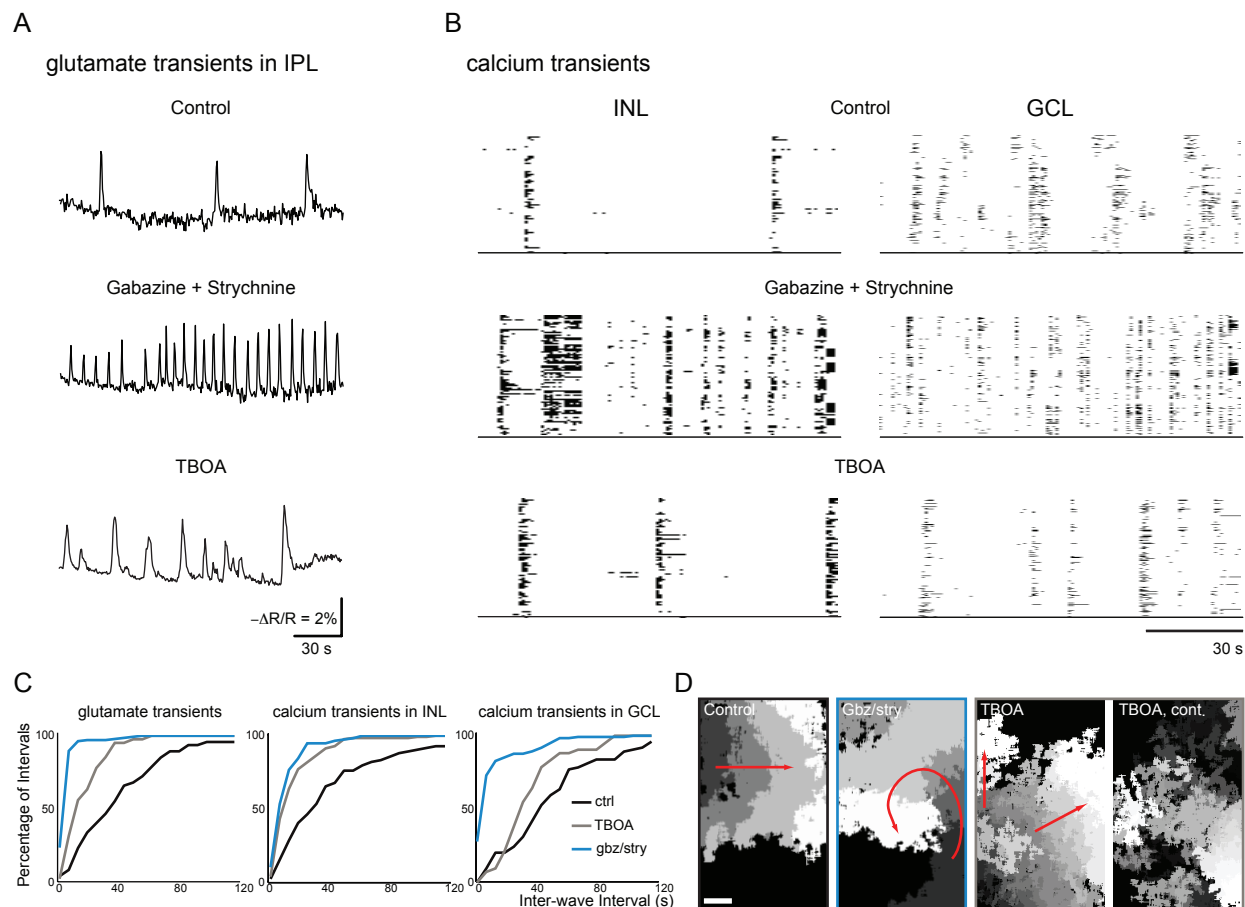 A
glutamate transients in IPL
Control
Gabazine + Strychnine
TBOA
−ΔR/R = 2%
30 s
B
calcium transients
INL
Control
GCL
Gabazine + Strychnine
TBOA
30 s
C
Percentage of Intervals
glutamate transients
100
50
0
0
40
80
120
calcium transients in INL
100
50
0
0
40
80
120
calcium transients in GCL
100
50
0
0
40
80
120
ctrl
TBOA
gbz/stry
Inter-wave Interval (s)
D
Control
Gbz/stry
TBOA
TBOA, cont.